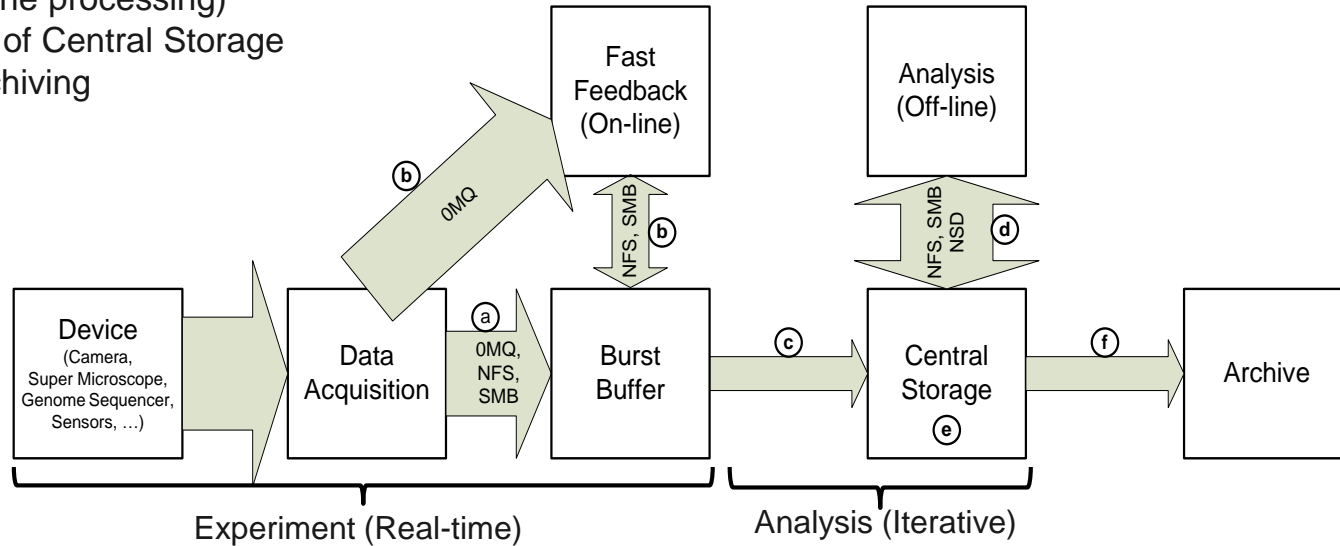 ne processing)
of Central Storage
chiving
Fast
Feedback
(On-line)
Analysis
(Off-line)
b
0MQ
NFS, SMB
b
NFS, SMB
NSD
d
Device
(Camera,
Super Microscope,
Genome Sequencer,
Sensors, …)
Data
Acquisition
a
0MQ,
NFS,
SMB
Burst
Buffer
c
Central
Storage
e
f
Archive
Experiment (Real-time)
Analysis (Iterative)